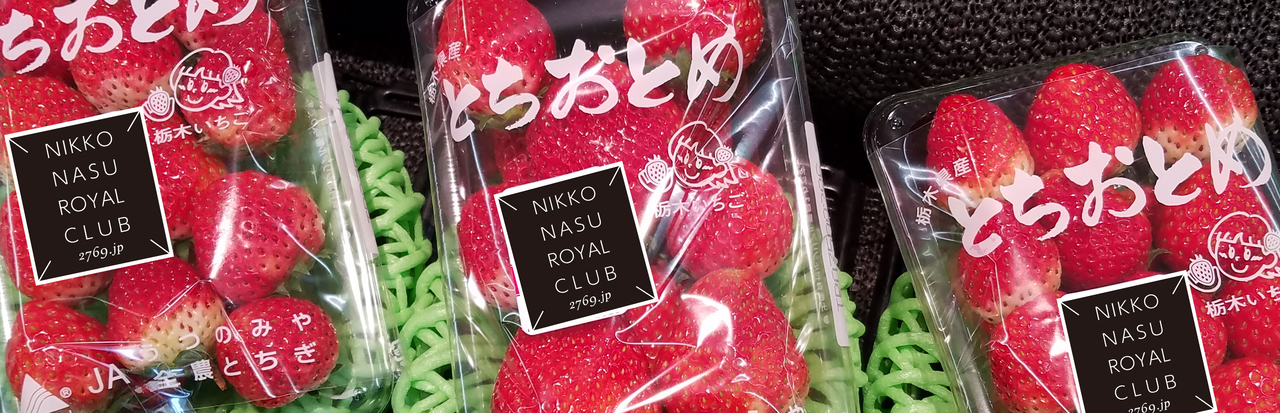 とちおとめ
栃木いちご
NIKKO
NASU
ROYAL
CLUB
2769.jp
JAうつのみや
全農とちぎ
栃木県産
とちおとめ
栃木いちご
NIKKO
NASU
ROYAL
CLUB
2769.jp
栃木県産
とちおとめ
栃木いちご
NIKKO
NASU
ROYAL
CLUB
2769.jp